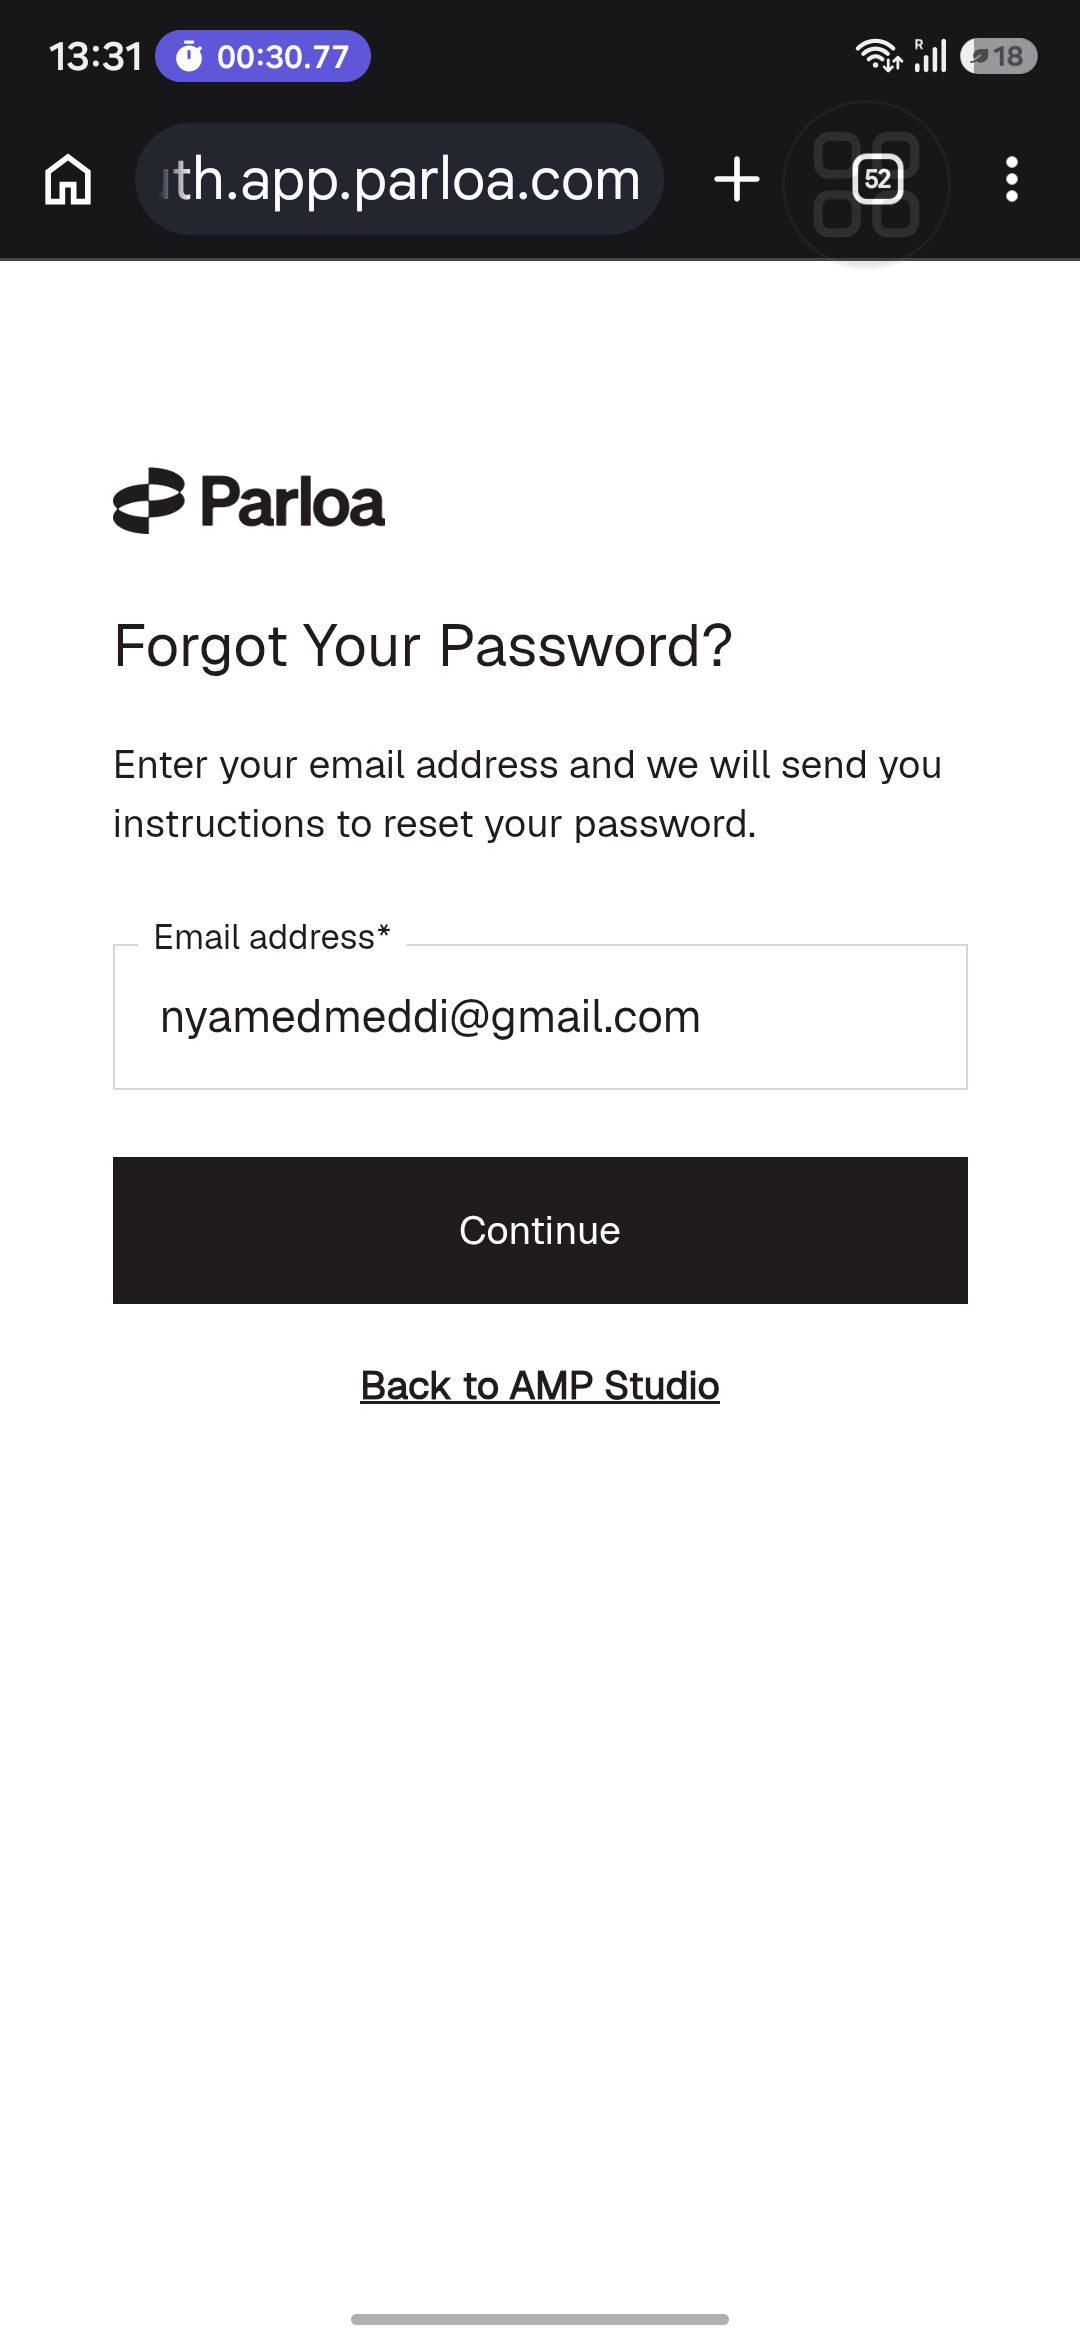 13:31 00:30.77 R 18
th.app.parloa.com 52
Parloa
Forgot Your Password?
Enter your email address and we will send you
instructions to reset your password.
Email address*
nyamedmeddi@gmail.com
Continue
Back to AMP Studio